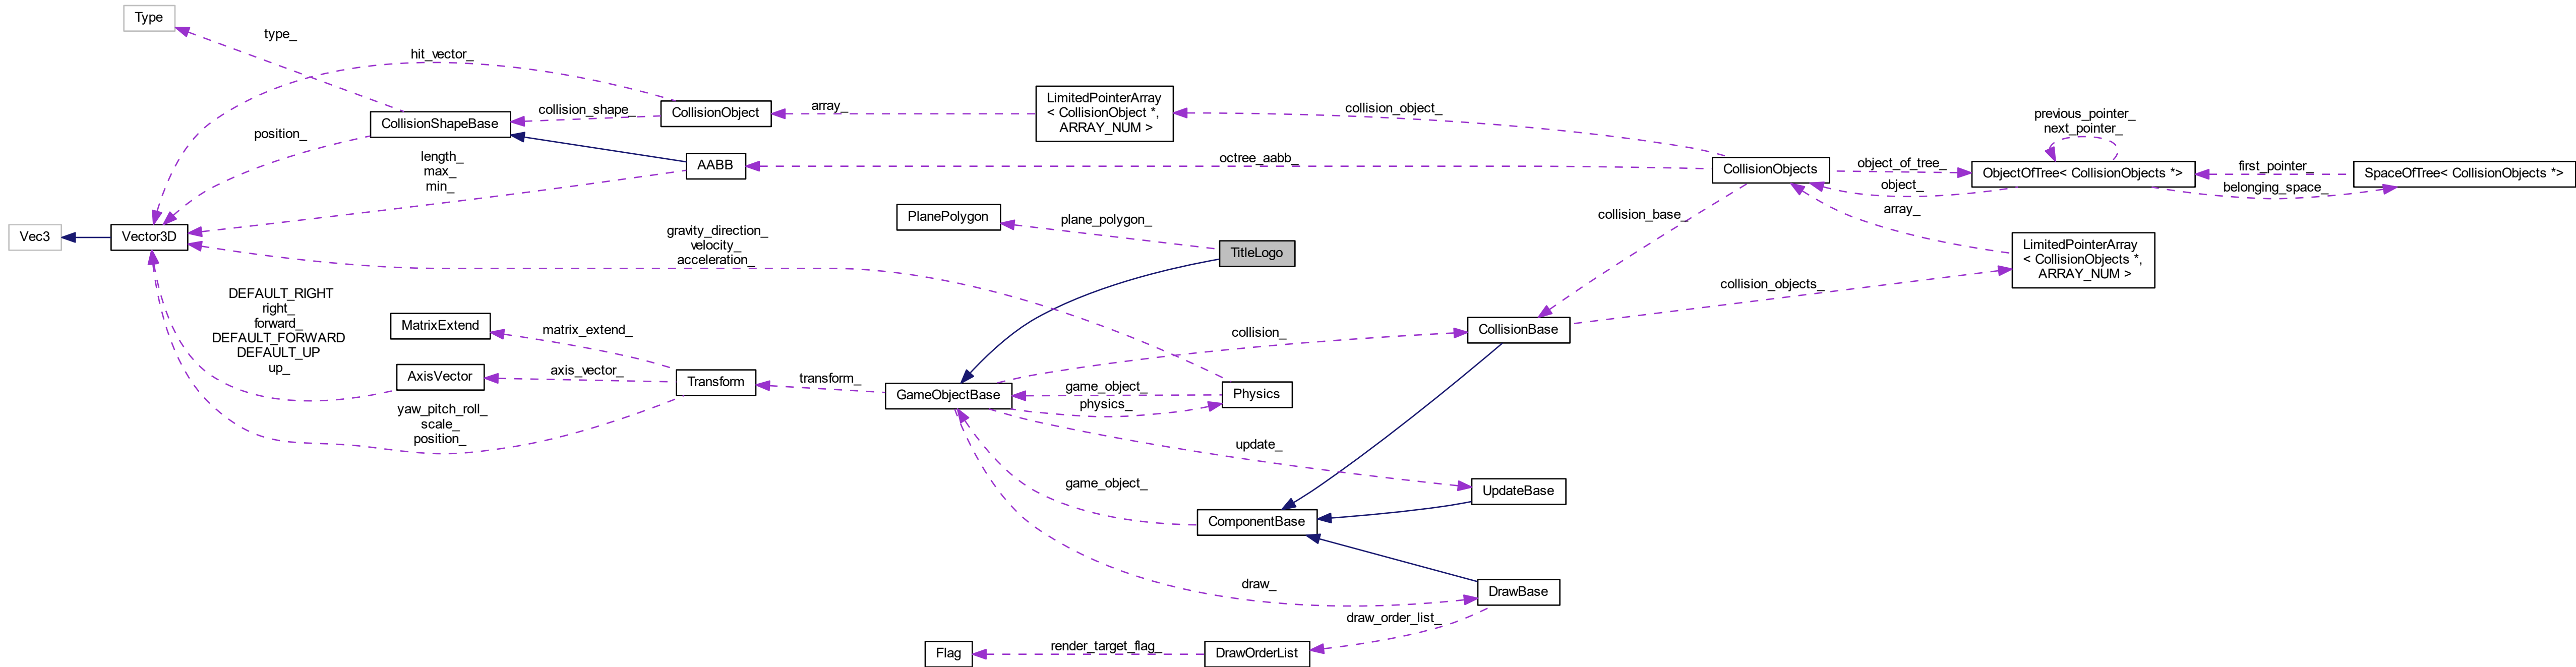 Type
type_
hit_vector_
CollisionShapeBase
collision_shape_
CollisionObject
array_
LimitedPointerArray
< CollisionObject *,
ARRAY_NUM >
collision_object_
position_
length_
max_
min_
AABB
octree_aabb_
CollisionObjects
object_of_tree_
object_
previous_pointer_
next_pointer_
ObjectOfTree< CollisionObjects *>
first_pointer_
belonging_space_
SpaceOfTree< CollisionObjects *>
Vec3
Vector3D
PlanePolygon
plane_polygon_
TitleLogo
collision_base_
array_
LimitedPointerArray
< CollisionObjects *,
ARRAY_NUM >
gravity_direction_
velocity_
acceleration_
collision_objects_
DEFAULT_RIGHT
right_
forward_
DEFAULT_FORWARD
DEFAULT_UP
up_
MatrixExtend
matrix_extend_
AxisVector
axis_vector_
Transform
transform_
GameObjectBase
collision_
CollisionBase
game_object_
physics_
Physics
yaw_pitch_roll_
scale_
position_
update_
UpdateBase
game_object_
ComponentBase
draw_
DrawBase
draw_order_list_
Flag
render_target_flag_
DrawOrderList